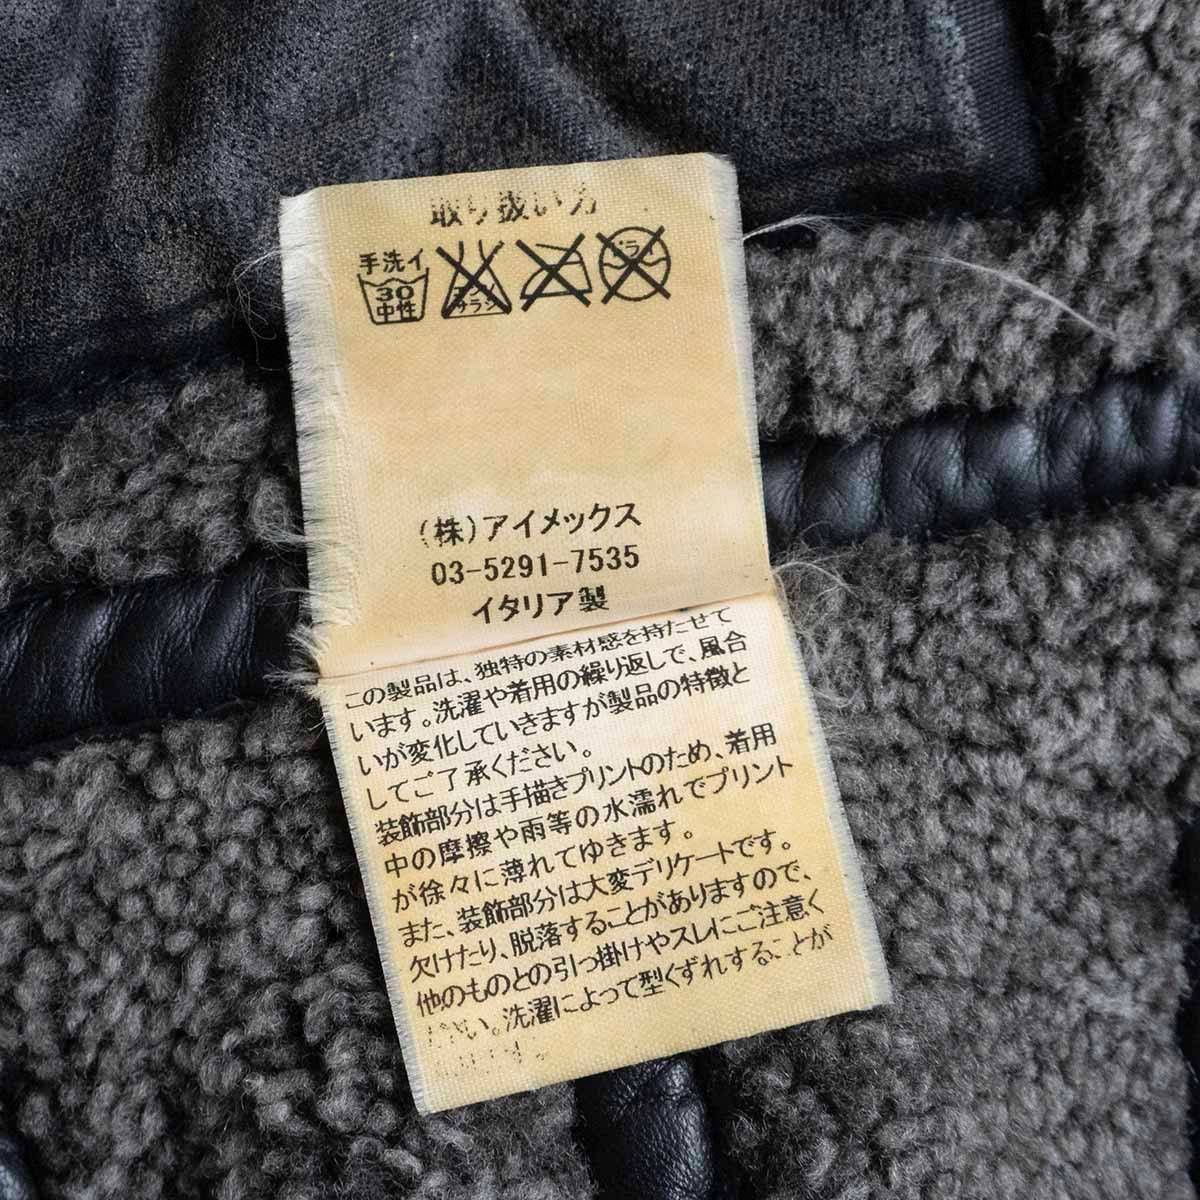 取り扱い方
手洗イ
30
中性
サラシ
ドライ
(株)アイメックス
03-5291-7535
イタリア製
この製品は、独特の素材感を持たせて
います。洗濯や着用の繰り返しで、風合
いが変化していきますが製品の特徴と
してご了承ください。
装飾部分は手描きプリントのため、着用
中の摩擦や雨等の水濡れでプリント
が徐々に薄れてゆきます。
また、装飾部分は大変デリケートです。
欠けたり、脱落することがありますので、
他のものとの引っ掛けやスレにご注意く
ださい。洗濯によって型くずれすることが